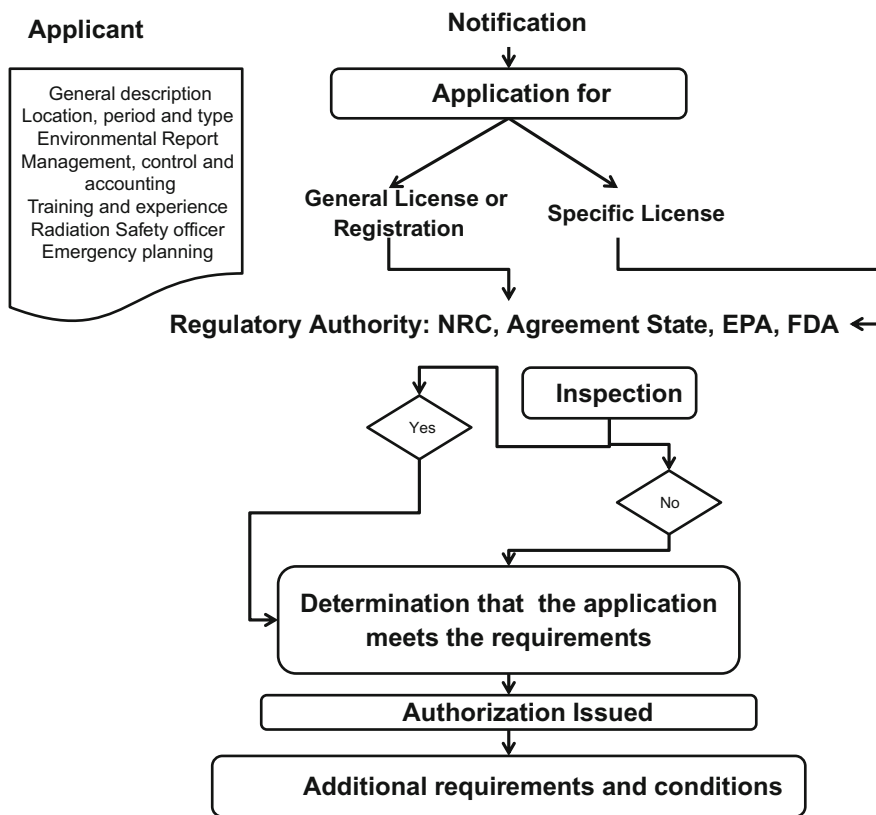 Applicant
General description
Location, period and type
Environmental Report
Management, control and
accounting
Training and experience
Radiation Safety officer
Emergency planning
Notification
Application for
General License or
Registration
Specific License
Regulatory Authority: NRC, Agreement State, EPA, FDA
Inspection
Yes
No
Determination that the application
meets the requirements
Authorization Issued
Additional requirements and conditions